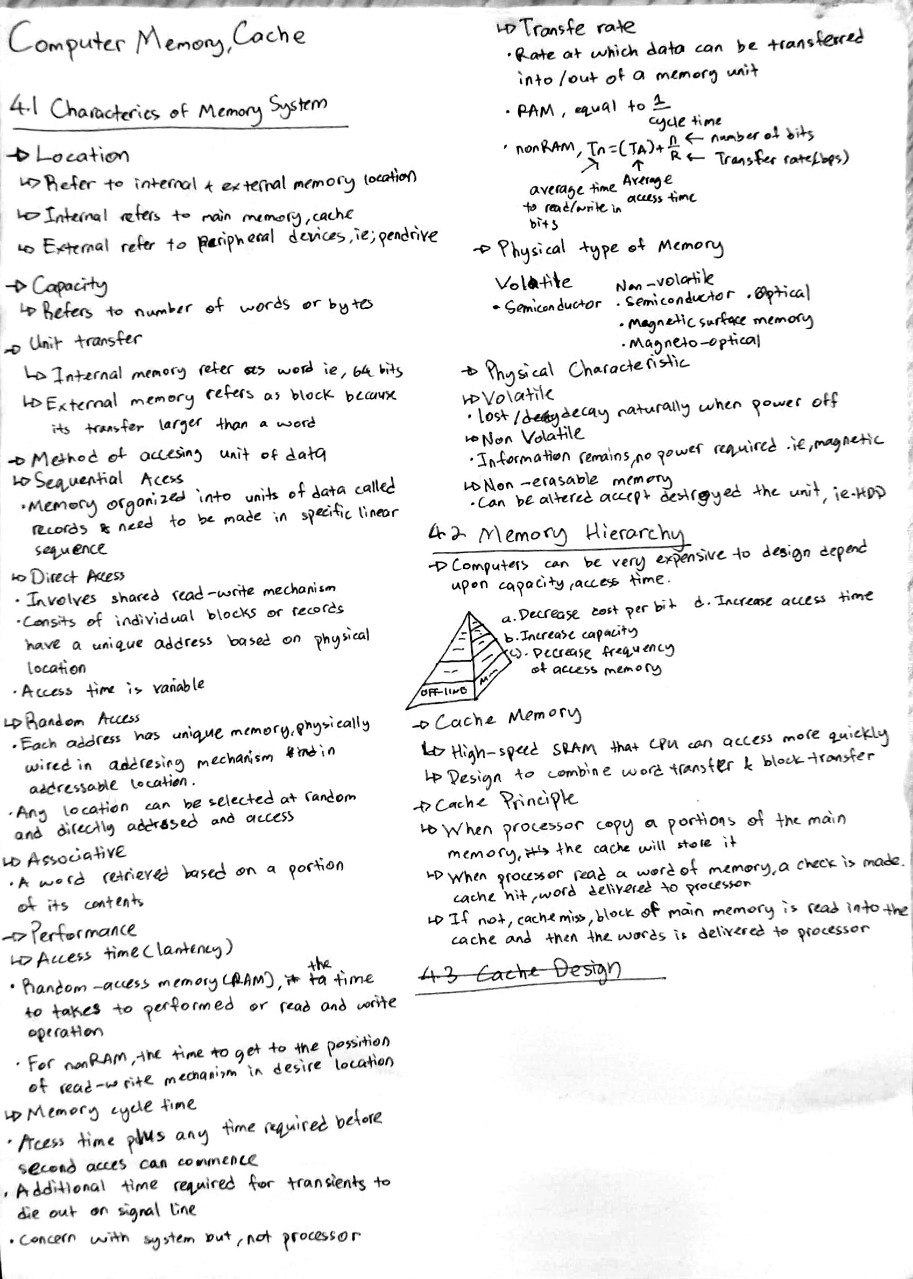 Computer Memory, Cache
4.1 Characterics of Memory System
→ Location
↳ Refer to internal & external memory location
↳ Internal refers to main memory, cache
↳ External refer to Peripheral devices, ie; pendrive
→ Capacity
↳ Refers to number of words or bytes
→ Unit transfer
↳ Internal memory refer as word ie, 64 bits
↳ External memory refers as block because
its transfer larger than a word
→ Method of accesing unit of data
↳ Sequential Acess
• Memory organized into units of data called
records & need to be made in specific linear
sequence
↳ Direct Access
• Involves shared read-write mechanism
• Consits of individual blocks or records
have a unique address based on physical
location
• Access time is variable
↳ Random Access
• Each address has unique memory, physically
wired in addresing mechanism in
addressable location.
• Any location can be selected at random
and directly addresed and access
↳ Associative
• A word retrieved based on a portion
of its contents
→ Performance
↳ Access time (lantency)
• Random-access memory (RAM), the time
to takes to performed or read and write
operation
• For nonRAM, the time to get to the possition
of read-write mechanism in desire location
↳ Memory cycle time
• Acess time plus any time required before
second acces can commence
• Additional time required for transients to
die out on signal line
• Concern with system but, not processor
↳ Transfe rate
• Rate at which data can be transferred
into/out of a memory unit
• RAM, equal to 1
cycle time
• nonRAM, Tn = (TA) + n/R ← number of bits
← Transfer rate (bps)
average time Average
to read/write n access time
bits
→ Physical type of Memory
Volatile Non-volatile
• Semiconductor • Semiconductor • Optical
• Magnetic surface memory
• Magneto-optical
→ Physical Characteristic
↳ Volatile
• lost/decay naturally when power off
↳ Non Volatile
• Information remains, no power required. ie, magnetic
↳ Non-erasable memory
• Can be altered accept destroyed the unit, ie-HDD
4.2 Memory Hierarchy
→ Computers can be very expensive to design depend
upon capacity, access time.
a. Decrease cost per bit d. Increase access time
b. Increase capacity
c. Decrease frequency
of access memory
OFF-LINE
→ Cache Memory
↳ High-speed SRAM that CPU can access more quickly
↳ Design to combine word transfer & block transfer
→ Cache Principle
↳ When processor copy a portions of the main
memory, the cache will store it
↳ When processor read a word of memory, a check is made.
cache hit, word delivered to processor
↳ If not, cache miss, block of main memory is read into the
cache and then the words is delivered to processor
4.3 Cache Design